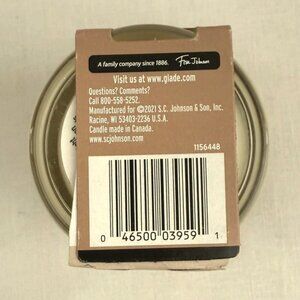 A family company since 1886. Fisk Johnson
Visit us at www.glade.com
Questions? Comments?
Call 800-558-5252.
Manufactured for ©2021 S.C. Johnson & Son, Inc.
Racine, WI 53403-2236 U.S.A.
Candle made in Canada.
www.scjohnson.com
1156448
0 46500 03959 1